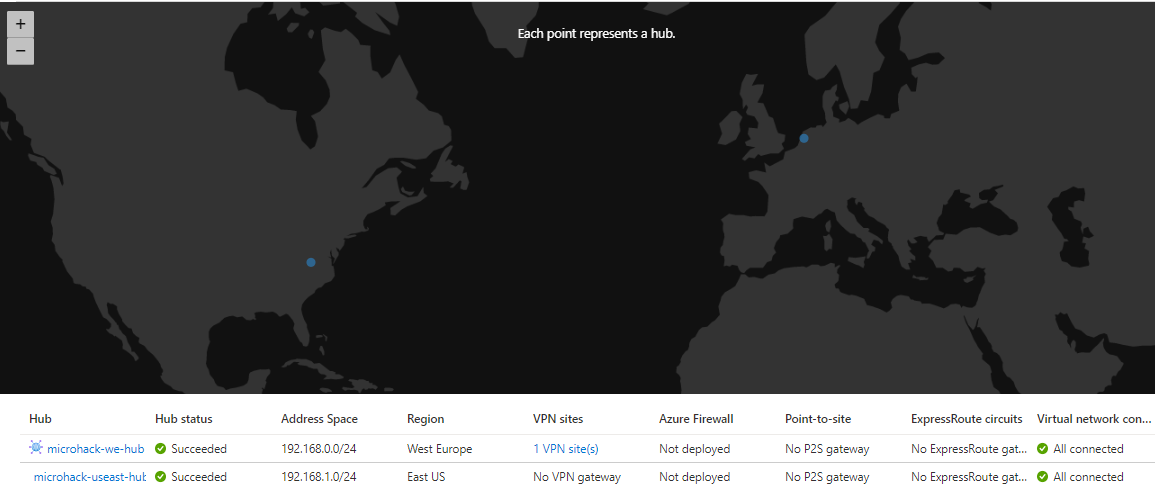 +
−
Each point represents a hub.
Hub Hub status Address Space Region VPN sites Azure Firewall Point-to-site ExpressRoute circuits Virtual network con...
microhack-we-hub Succeeded 192.168.0.0/24 West Europe 1 VPN site(s) Not deployed No P2S gateway No ExpressRoute gat... All connected
microhack-useast-hub Succeeded 192.168.1.0/24 East US No VPN gateway Not deployed No P2S gateway No ExpressRoute gat... All connected